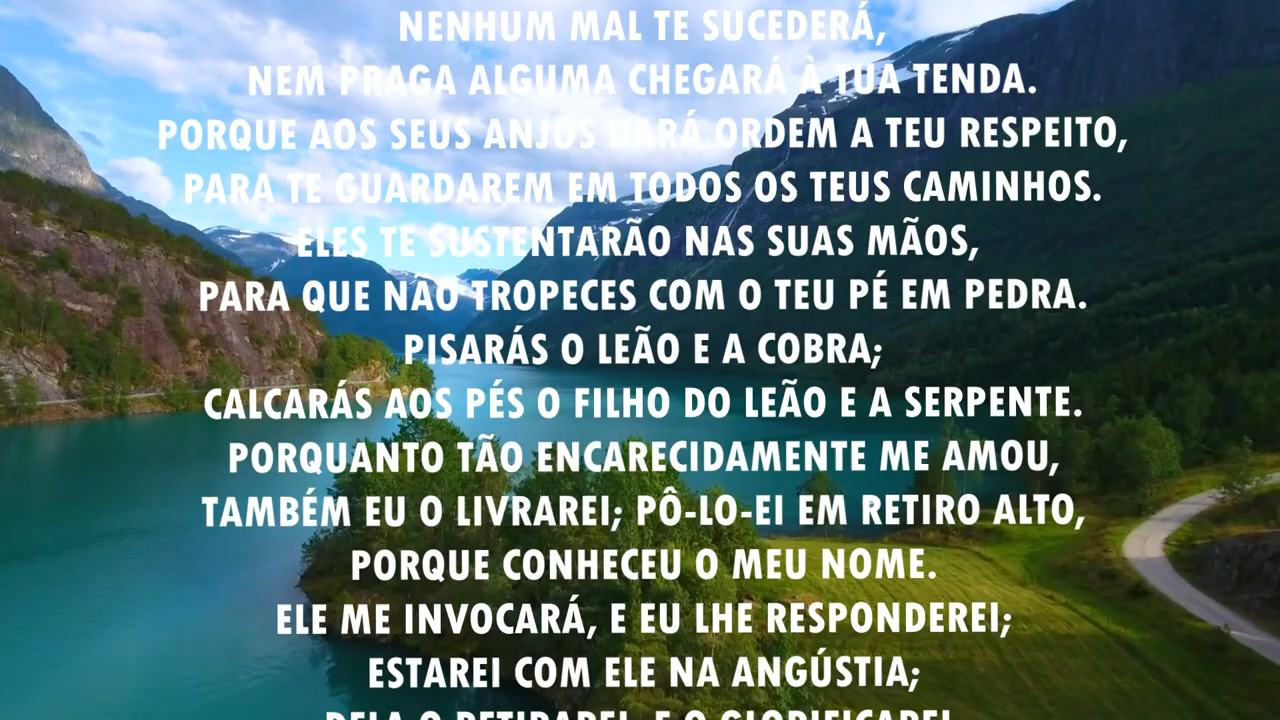 NENHUM MAL TE SUCEDERÁ,
NEM PRAGA ALGUMA CHEGARÁ À TUA TENDA.
PORQUE AOS SEUS ANJOS DARÁ ORDEM A TEU RESPEITO,
PARA TE GUARDAREM EM TODOS OS TEUS CAMINHOS.
ELES TE SUSTENTARÃO NAS SUAS MÃOS,
PARA QUE NÃO TROPECES COM O TEU PÉ EM PEDRA.
PISARÁS O LEÃO E A COBRA;
CALCARÁS AOS PÉS O FILHO DO LEÃO E A SERPENTE.
PORQUANTO TÃO ENCARECIDAMENTE ME AMOU,
TAMBÉM EU O LIVRAREI; PÔ-LO-EI EM RETIRO ALTO,
PORQUE CONHECEU O MEU NOME.
ELE ME INVOCARÁ, E EU LHE RESPONDEREI;
ESTAREI COM ELE NA ANGÚSTIA;
DELA O RETIRAREI, E O GLORIFICAREI